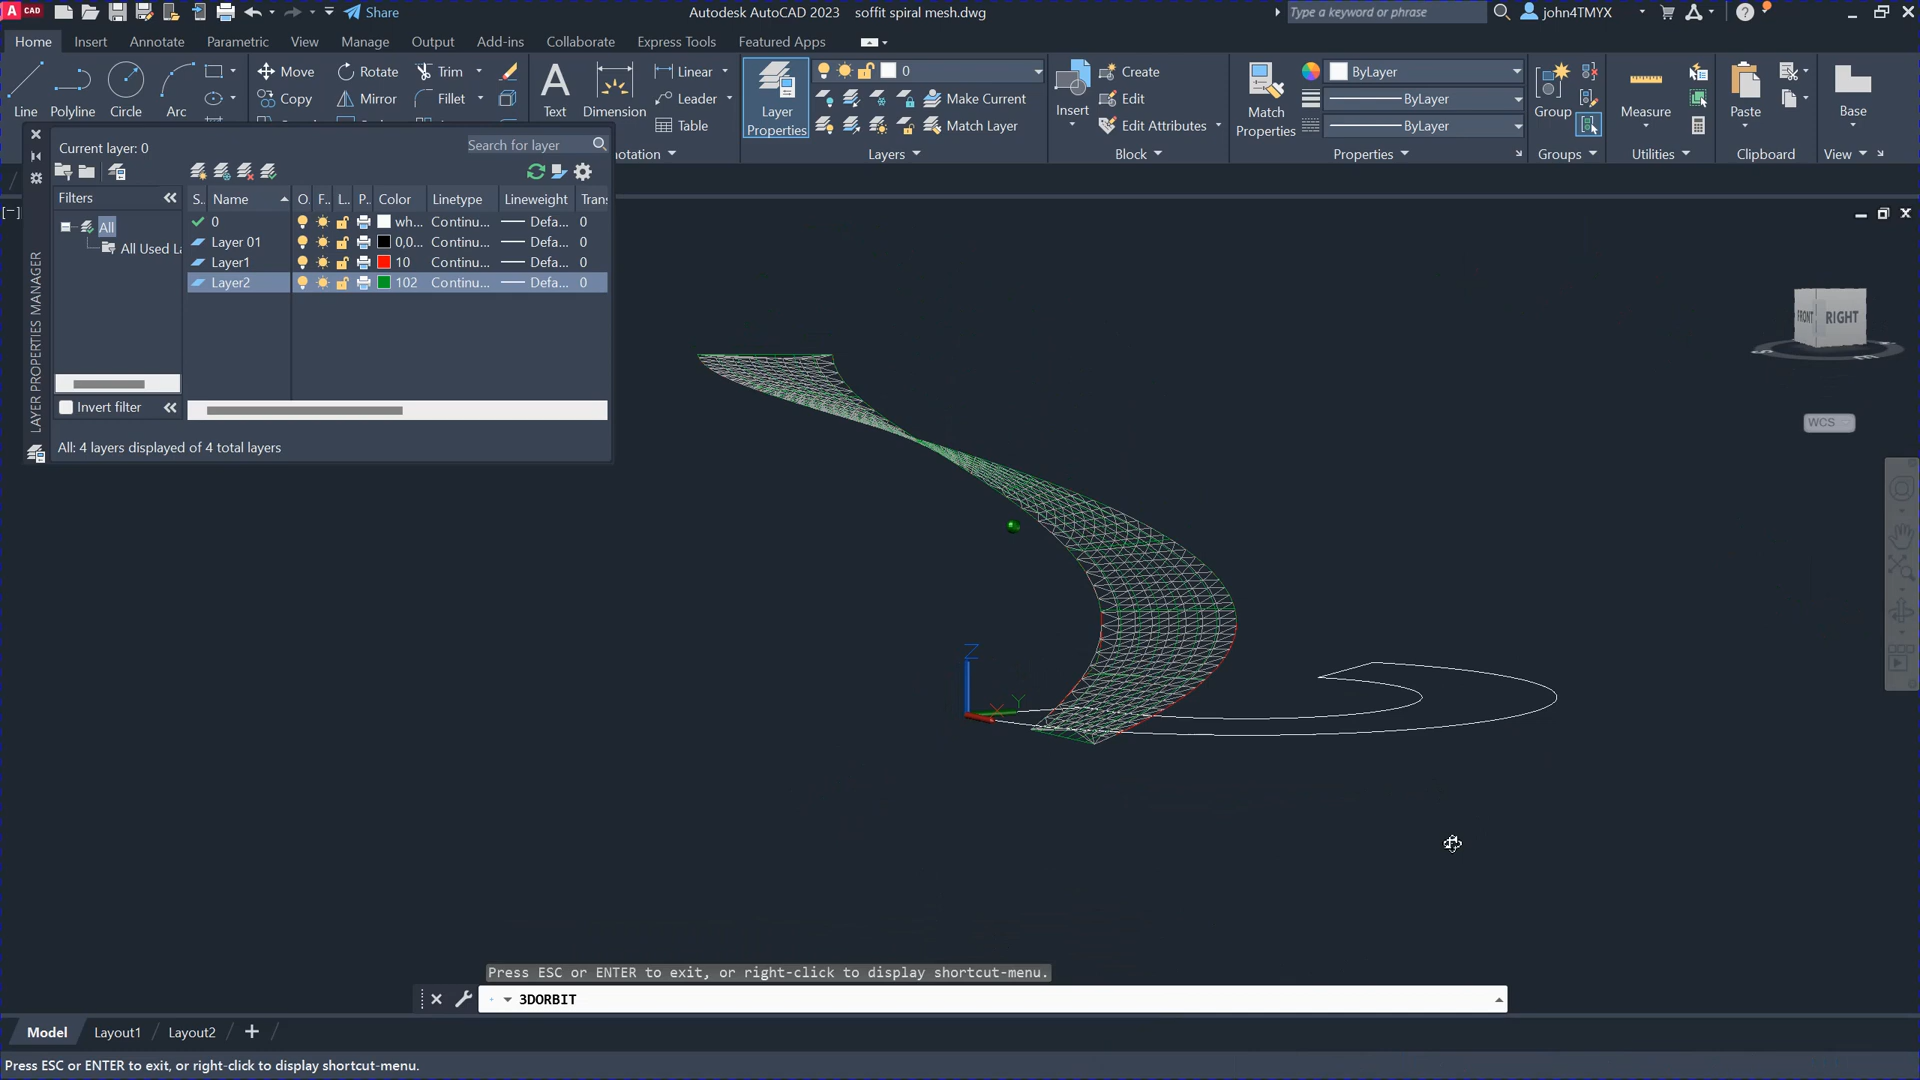 CAD
Share
Autodesk AutoCAD 2023 soffit spiral mesh.dwg
Type a keyword or phrase
john4TMYX
Home Insert Annotate Parametric View Manage Output Add-ins Collaborate Express Tools Featured Apps
Line Polyline Circle Arc
Move Rotate Trim
Copy Mirror Fillet
Text Dimension
Linear
Leader
Table
notation
Layer Properties
0
Make Current
Match Layer
Layers
Insert
Create
Edit
Edit Attributes
Block
Match Properties
ByLayer
ByLayer
ByLayer
Properties
Group
Groups
Measure
Utilities
Paste
Clipboard
Base
View
Current layer: 0
Search for layer
Filters
All
All Used La
Invert filter
S.. Name O. F.. L.. P.. Color Linetype Lineweight Trans
0 wh... Continu... Defa... 0
Layer 01 0,0... Continu... Defa... 0
Layer1 10 Continu... Defa... 0
Layer2 102 Continu... Defa... 0
All: 4 layers displayed of 4 total layers
LAYER PROPERTIES MANAGER
[−]
FRONT RIGHT
WCS
Z
X
Y
Press ESC or ENTER to exit, or right-click to display shortcut-menu.
3DORBIT
Model Layout1 Layout2 +
Press ESC or ENTER to exit, or right-click to display shortcut-menu.